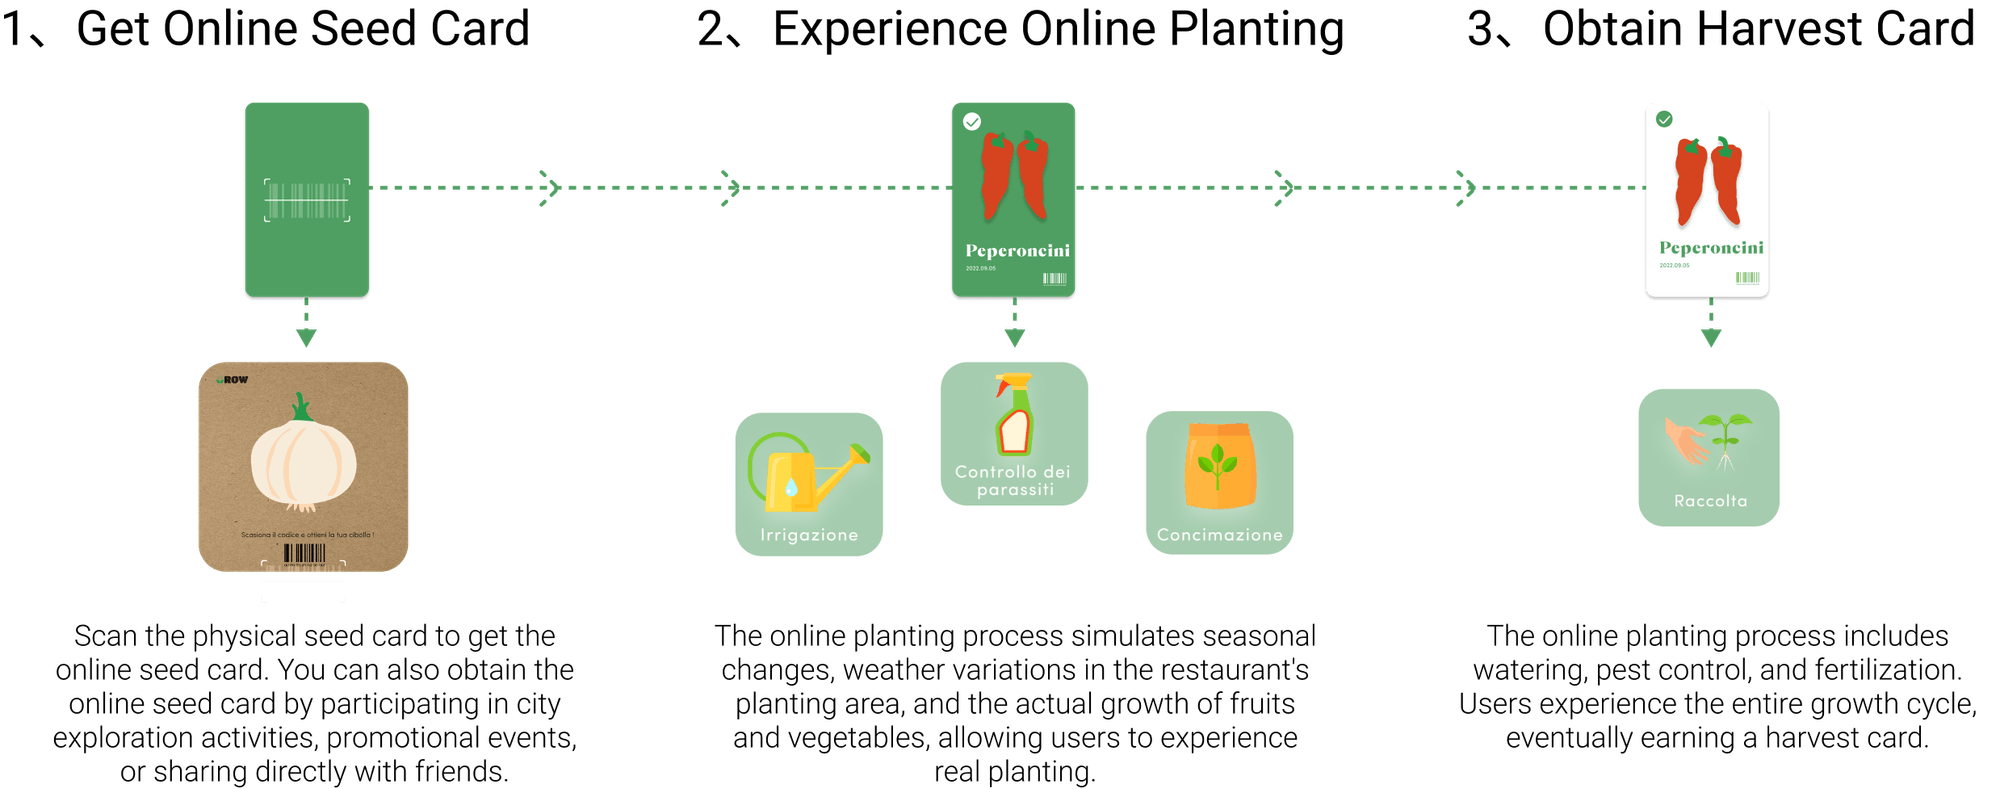 1、Get Online Seed Card
2、Experience Online Planting
3、Obtain Harvest Card
Peperoncini
2022.09.05
Peperoncini
2022.09.05
GROW
Scasiona il codice e ottieni la tua cibolla !
Irrigazione
Controllo dei
parassiti
Concimazione
Raccolta
Scan the physical seed card to get the
online seed card. You can also obtain the
online seed card by participating in city
exploration activities, promotional events,
or sharing directly with friends.
The online planting process simulates seasonal
changes, weather variations in the restaurant's
planting area, and the actual growth of fruits
and vegetables, allowing users to experience
real planting.
The online planting process includes
watering, pest control, and fertilization.
Users experience the entire growth cycle,
eventually earning a harvest card.